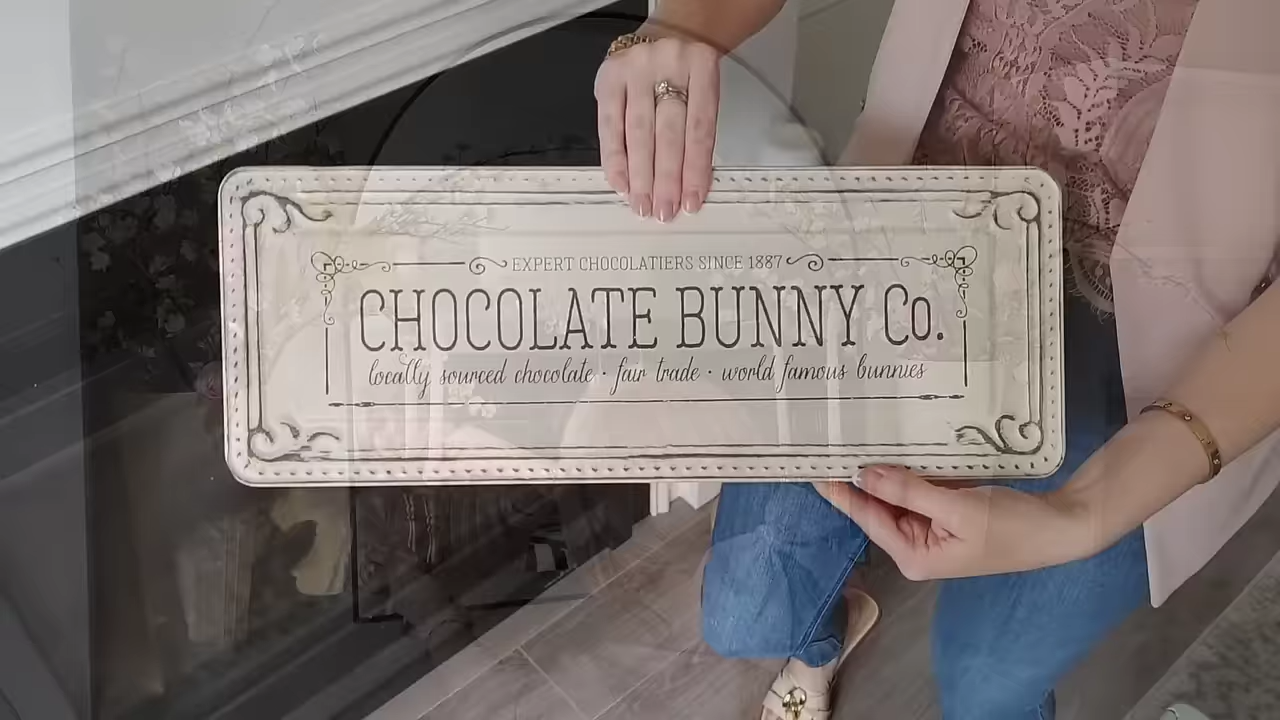 EXPERT CHOCOLATIERS SINCE 1887
CHOCOLATE BUNNY Co.
locally sourced chocolate · fair trade · world famous bunnies